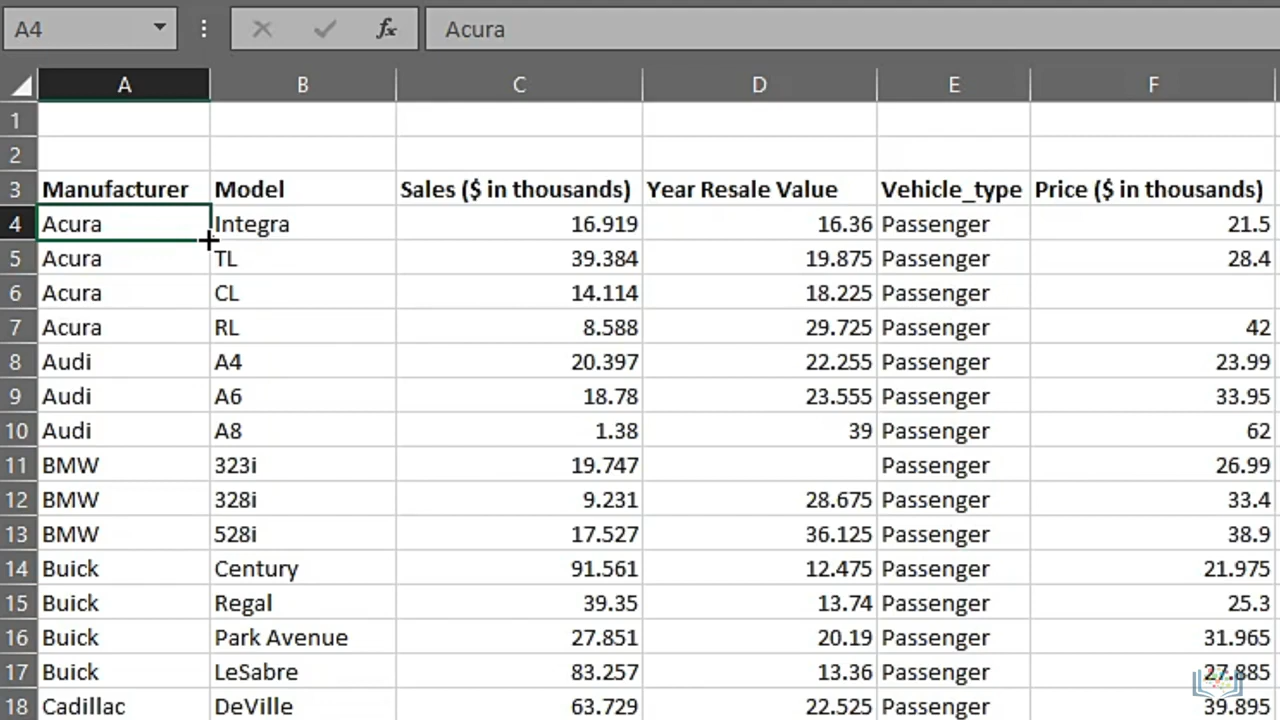 A4 fx Acura
A B C D E F
1
2
3 Manufacturer Model Sales ($ in thousands) Year Resale Value Vehicle_type Price ($ in thousands)
4 Acura Integra 16.919 16.36 Passenger 21.5
5 Acura TL 39.384 19.875 Passenger 28.4
6 Acura CL 14.114 18.225 Passenger
7 Acura RL 8.588 29.725 Passenger 42
8 Audi A4 20.397 22.255 Passenger 23.99
9 Audi A6 18.78 23.555 Passenger 33.95
10 Audi A8 1.38 39 Passenger 62
11 BMW 323i 19.747 Passenger 26.99
12 BMW 328i 9.231 28.675 Passenger 33.4
13 BMW 528i 17.527 36.125 Passenger 38.9
14 Buick Century 91.561 12.475 Passenger 21.975
15 Buick Regal 39.35 13.74 Passenger 25.3
16 Buick Park Avenue 27.851 20.19 Passenger 31.965
17 Buick LeSabre 83.257 13.36 Passenger 27.885
18 Cadillac DeVille 63.729 22.525 Passenger 39.895